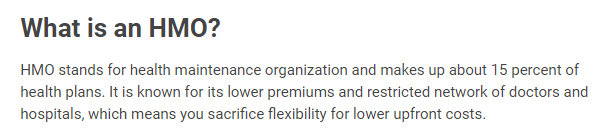 What is an HMO?
HMO stands for health maintenance organization and makes up about 15 percent of
health plans. It is known for its lower premiums and restricted network of doctors and
hospitals, which means you sacrifice flexibility for lower upfront costs.